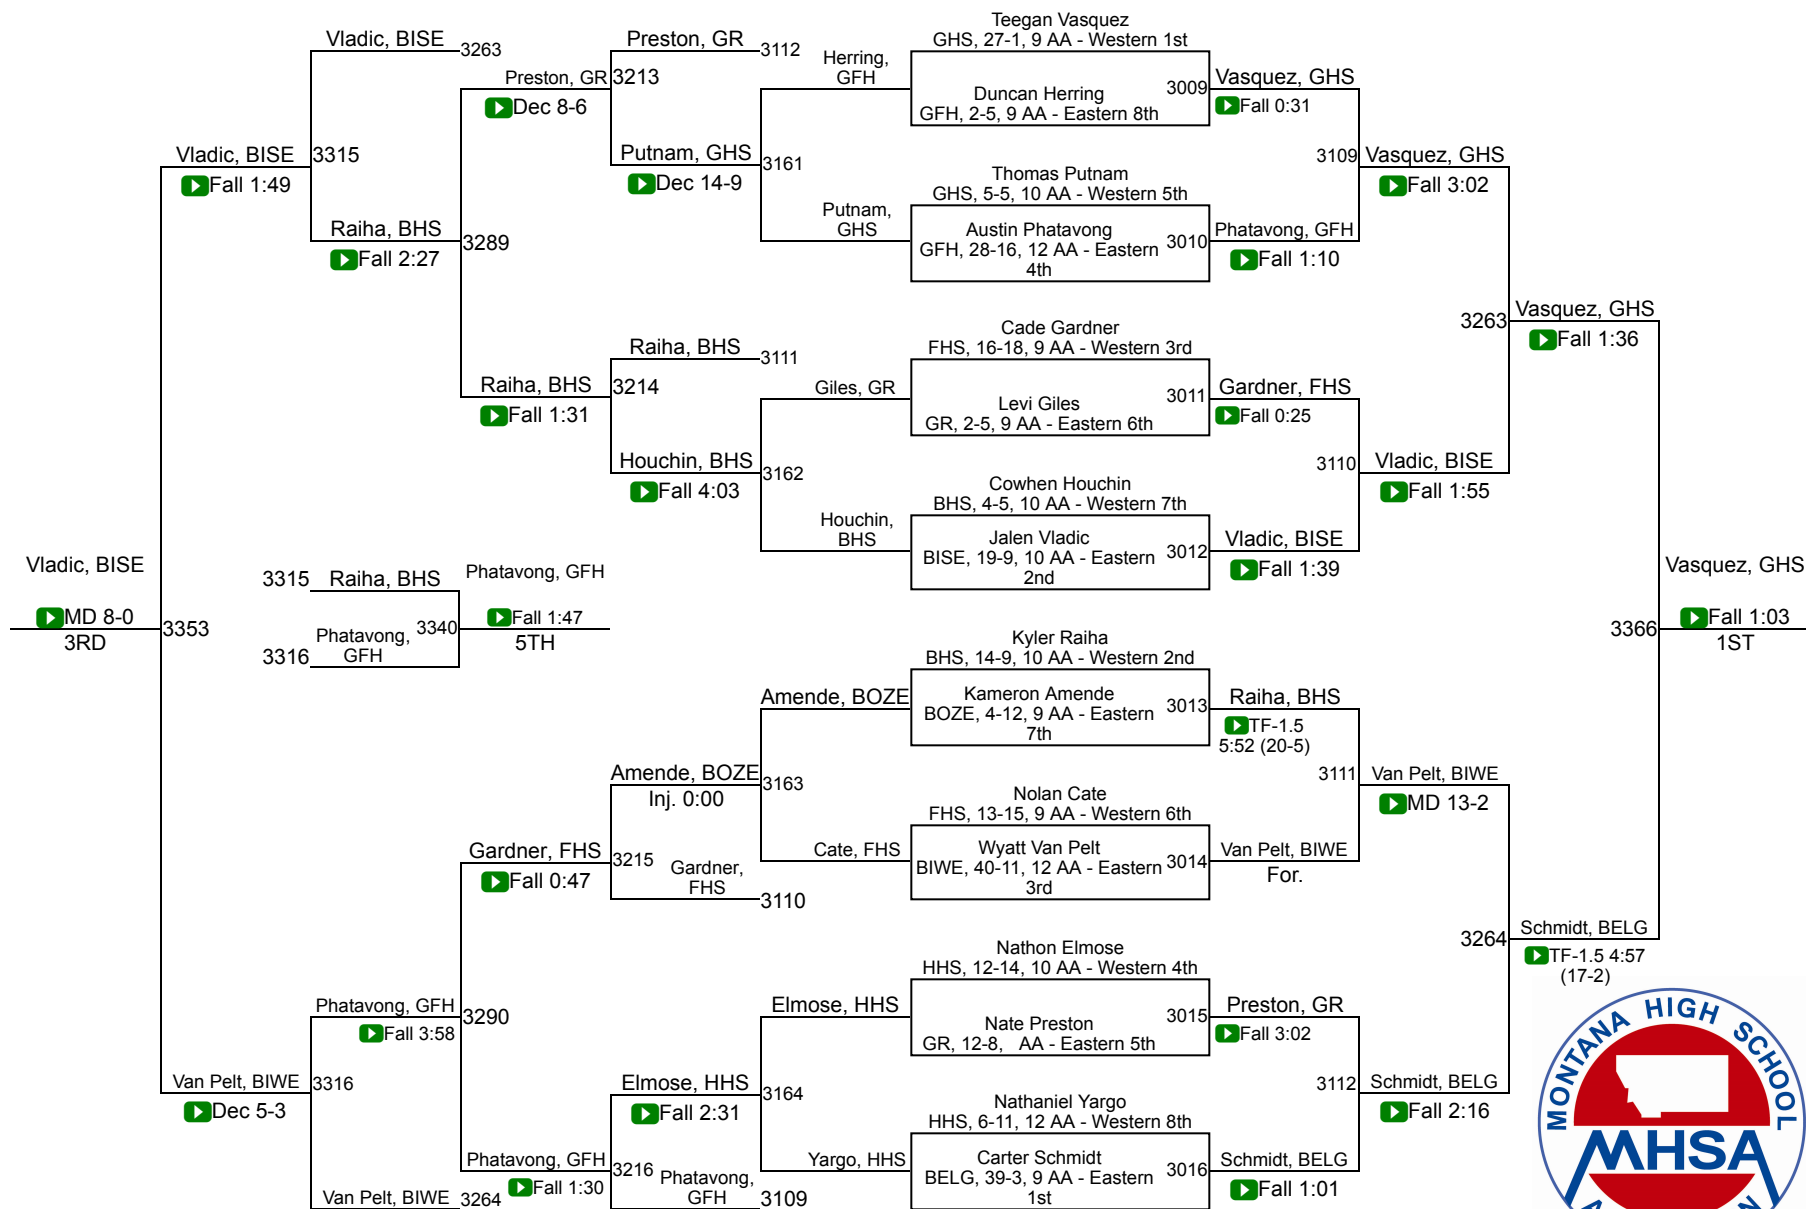 Teegan Vasquez
GHS, 27-1, 9 AA - Western 1st
Vladic, BISE
3263
Preston, GR
3112
Herring,
GFH
Preston, GR
3213
Dec 8-6
Duncan Herring
GFH, 2-5, 9 AA - Eastern 8th
3009
Vasquez, GHS
Fall 0:31
Vladic, BISE
3315
Fall 1:49
Putnam, GHS
3161
Dec 14-9
Thomas Putnam
GHS, 5-5, 10 AA - Western 5th
3109
Vasquez, GHS
Fall 3:02
Raiha, BHS
3289
Fall 2:27
Putnam,
GHS
Austin Phatavong
GFH, 28-16, 12 AA - Eastern
4th
3010
Phatavong, GFH
Fall 1:10
Cade Gardner
FHS, 16-18, 9 AA - Western 3rd
3263
Vasquez, GHS
Fall 1:36
Raiha, BHS
3111
Raiha, BHS
3214
Fall 1:31
Giles, GR
Levi Giles
GR, 2-5, 9 AA - Eastern 6th
3011
Gardner, FHS
Fall 0:25
Houchin, BHS
3162
Fall 4:03
Cowhen Houchin
BHS, 4-5, 10 AA - Western 7th
3110
Vladic, BISE
Fall 1:55
Houchin,
BHS
Jalen Vladic
BISE, 19-9, 10 AA - Eastern
2nd
3012
Vladic, BISE
Fall 1:39
Vladic, BISE
MD 8-0
3RD
3353
3315
Raiha, BHS
Phatavong, GFH
3316
Phatavong,
GFH
3340
Fall 1:47
5TH
Vasquez, GHS
3366
Fall 1:03
1ST
Kyler Raiha
BHS, 14-9, 10 AA - Western 2nd
Amende, BOZE
Kameron Amende
BOZE, 4-12, 9 AA - Eastern
7th
3013
Raiha, BHS
TF-1.5
5:52 (20-5)
Amende, BOZE
3163
Inj. 0:00
Nolan Cate
FHS, 13-15, 9 AA - Western 6th
3111
Van Pelt, BIWE
MD 13-2
Gardner, FHS
3215
Fall 0:47
Gardner,
FHS
3110
Cate, FHS
Wyatt Van Pelt
BIWE, 40-11, 12 AA - Eastern
3rd
3014
Van Pelt, BIWE
For.
Nathon Elmose
HHS, 12-14, 10 AA - Western 4th
3264
Schmidt, BELG
TF-1.5 4:57
(17-2)
Phatavong, GFH
3290
Fall 3:58
Elmose, HHS
Nate Preston
GR, 12-8, AA - Eastern 5th
3015
Preston, GR
Fall 3:02
Van Pelt, BIWE
3316
Dec 5-3
Elmose, HHS
3164
Fall 2:31
Nathaniel Yargo
HHS, 6-11, 12 AA - Western 8th
3112
Schmidt, BELG
Fall 2:16
Phatavong, GFH
3216
Fall 1:30
Phatavong,
GFH
3109
Yargo, HHS
Carter Schmidt
BELG, 39-3, 9 AA - Eastern
1st
3016
Schmidt, BELG
Fall 1:01
Van Pelt, BIWE
3264
MONTANA HIGH SCHOOL
MHSA